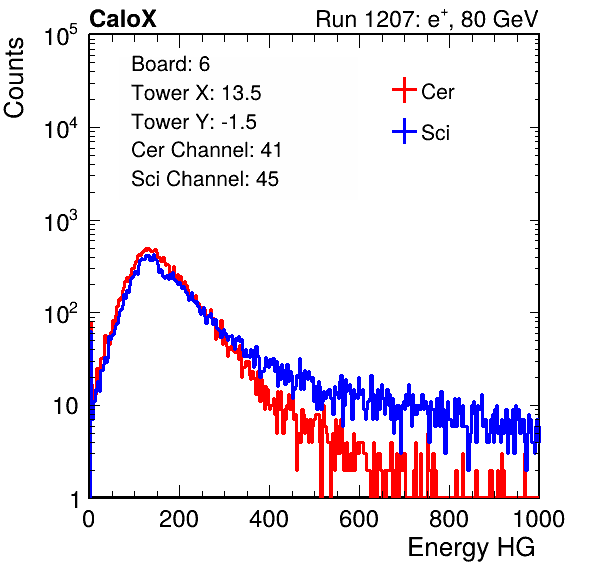 CaloX Run 1207: e⁺, 80 GeV
Counts
10⁵
10⁴
10³
10²
10
1
Board: 6
Tower X: 13.5
Tower Y: -1.5
Cer Channel: 41
Sci Channel: 45
Cer
Sci
0 200 400 600 800 1000
Energy HG